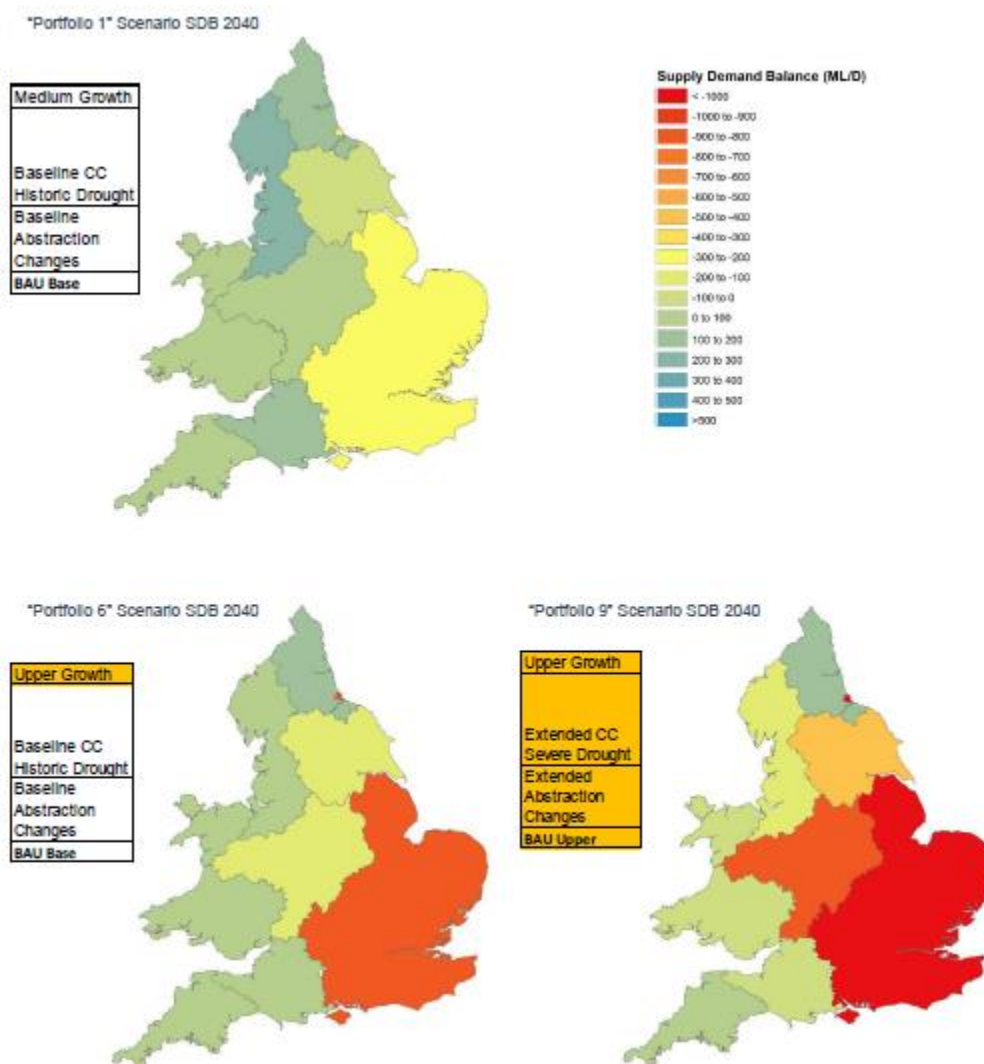 "Portfolio 1" Scenario SDB 2040
Medium Growth
Baseline CC
Historic Drought
Baseline
Abstraction
Changes
BAU Base
Supply Demand Balance (ML/D)
< -1000
-1000 to -900
-900 to -800
-800 to -700
-700 to -600
-600 to -500
-500 to -400
-400 to -300
-300 to -200
-200 to -100
-100 to 0
0 to 100
100 to 200
200 to 300
300 to 400
400 to 500
>500
"Portfolio 6" Scenario SDB 2040
Upper Growth
Baseline CC
Historic Drought
Baseline
Abstraction
Changes
BAU Base
"Portfolio 9" Scenario SDB 2040
Upper Growth
Extended CC
Severe Drought
Extended
Abstraction
Changes
BAU Upper